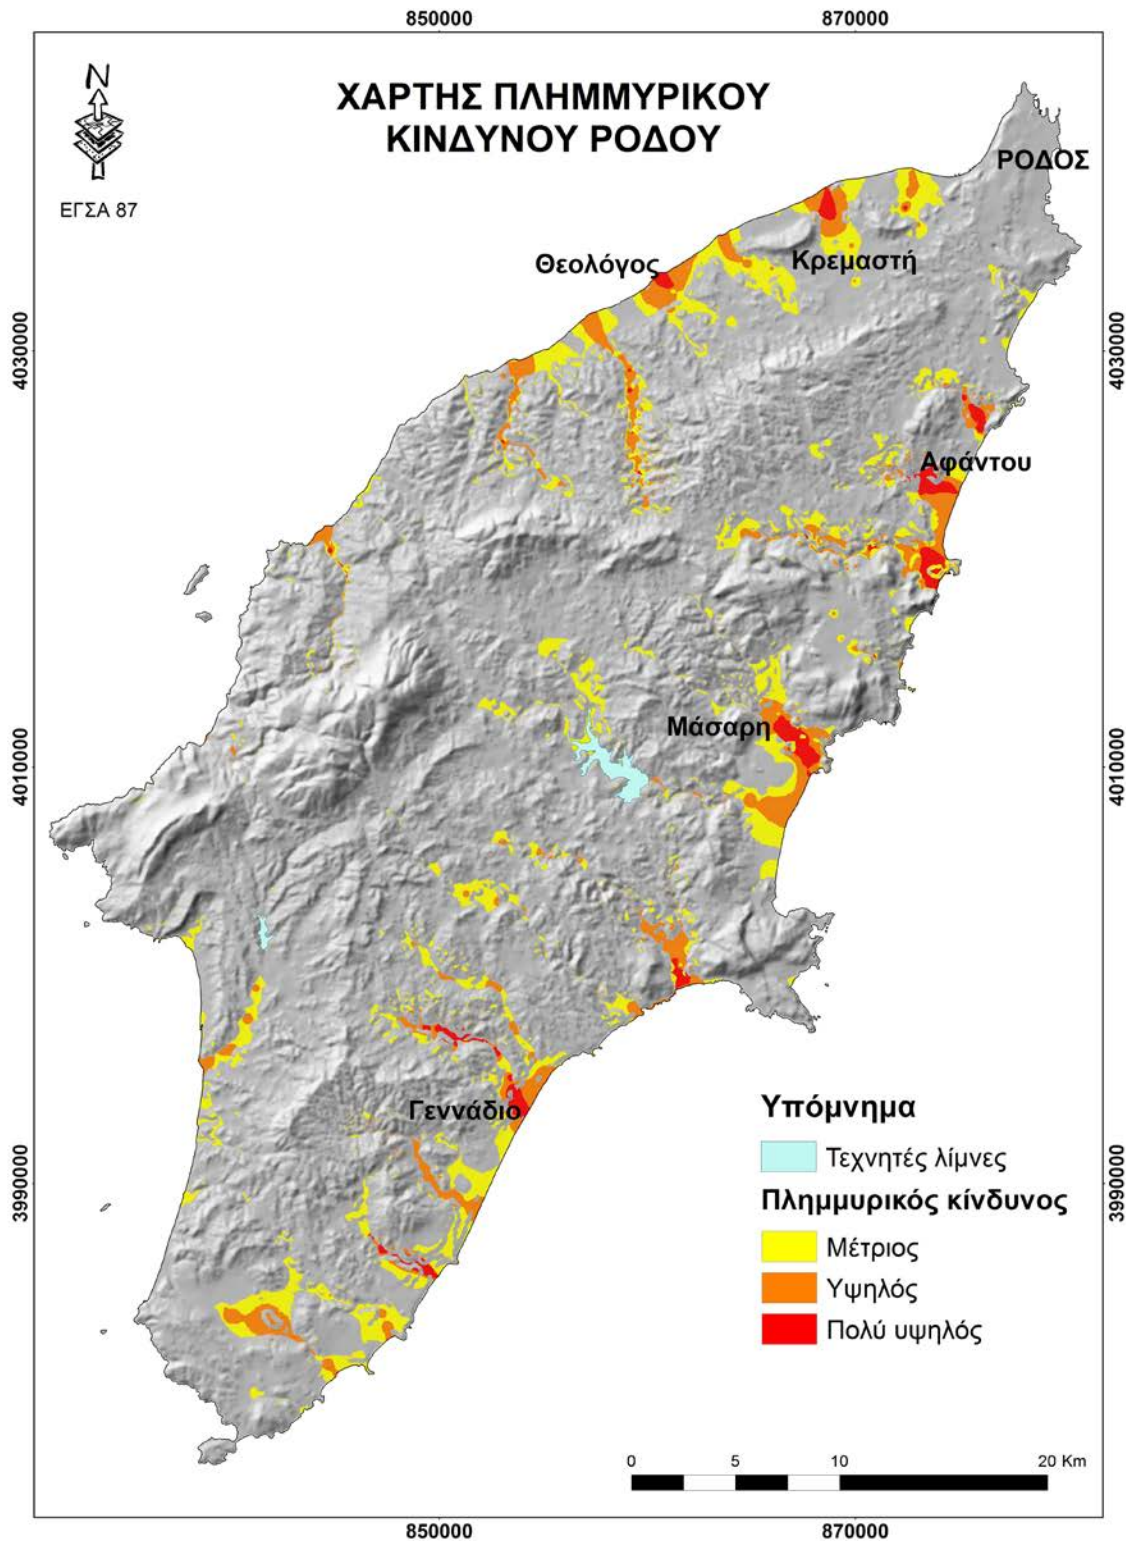 850000 870000
N
ΧΑΡΤΗΣ ΠΛΗΜΜΥΡΙΚΟΥ
ΚΙΝΔΥΝΟΥ ΡΟΔΟΥ
ΕΓΣΑ 87
ΡΟΔΟΣ
Θεολόγος
Κρεμαστή
4030000 4030000
Αφάντου
Μάσαρη
4010000 4010000
Γεννάδιο
Υπόμνημα
Τεχνητές λίμνες
3990000 3990000
Πλημμυρικός κίνδυνος
Μέτριος
Υψηλός
Πολύ υψηλός
0 5 10 20 Km
850000 870000